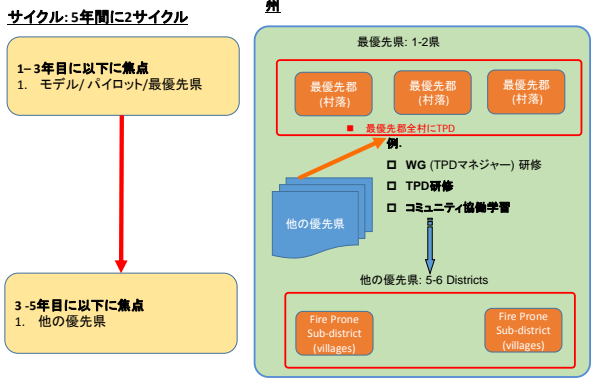 サイクル: 5年間に2サイクル
州
1– 3年目に以下に焦点
1. モデル/ パイロット/最優先県
最優先県: 1-2県
最優先郡
(村落)
最優先郡
(村落)
最優先郡
(村落)
■ 最優先郡全村にTPD
例.
WG (TPDマネジャー) 研修
TPD研修
コミュニティ協働学習
他の優先県
他の優先県: 5-6 Districts
3 -5年目に以下に焦点
1. 他の優先県
Fire Prone
Sub-district
(villages)
Fire Prone
Sub-district
(villages)